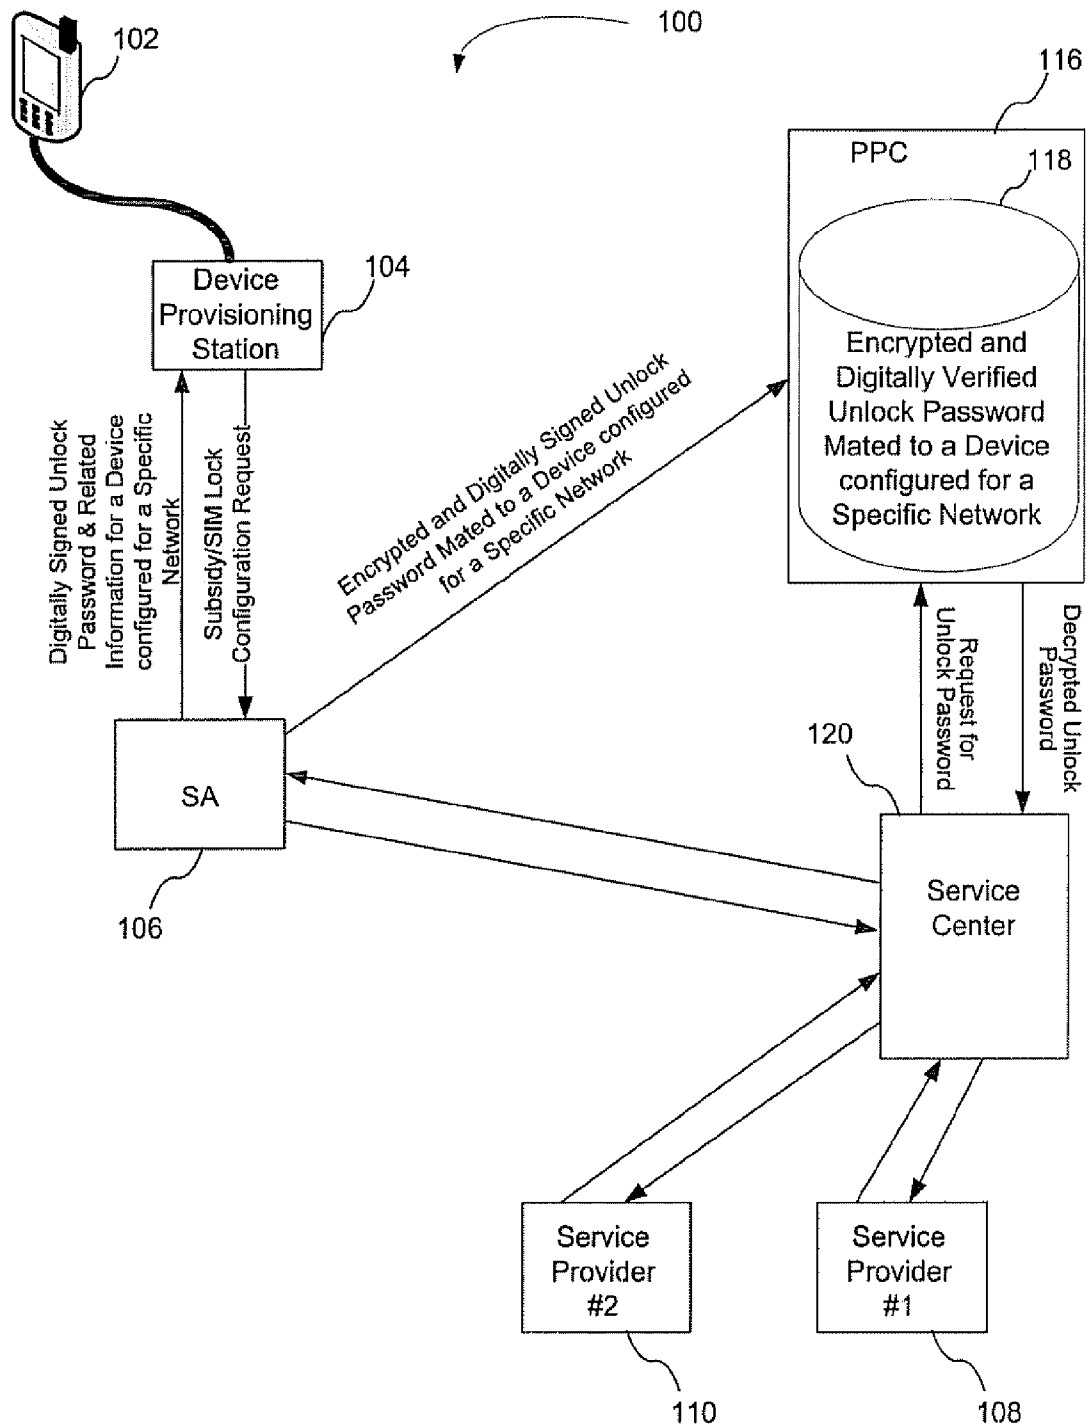 100
102
116
PPC
118
Device
Provisioning
Station
104
Encrypted and
Digitally Verified
Unlock Password
Mated to a Device
configured for a
Specific Network
Digitally Signed Unlock
Password & Related
Information for a Device
configured for a Specific
Network
Subsidy/SIM Lock
Configuration Request
Encrypted and Digitally Signed Unlock
Password Mated to a Device configured
for a Specific Network
Request for
Unlock Password
Decrypted Unlock
Password
SA
106
120
Service
Center
Service
Provider
#2
110
Service
Provider
#1
108